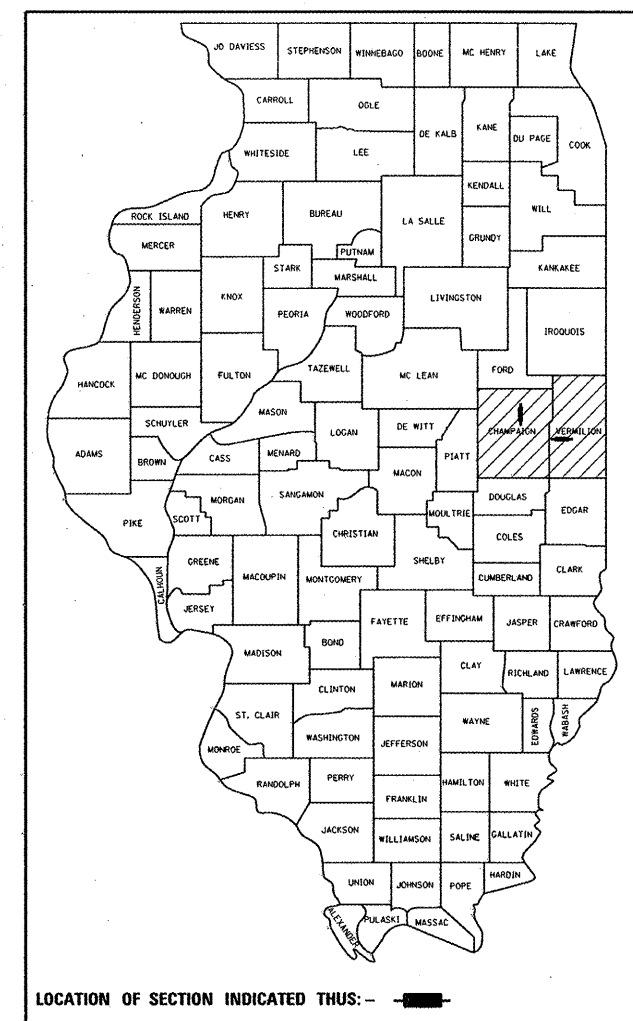 JO DAVIESS STEPHENSON WINNEBAGO BOONE MC HENRY LAKE
CARROLL OGLE
DE KALB KANE DU PAGE COOK
WHITESIDE LEE
KENDALL
WILL
ROCK ISLAND HENRY BUREAU LA SALLE
GRUNDY
MERCER
PUTNAM
KANKAKEE
STARK MARSHALL
HENDERSON WARREN KNOX
LIVINGSTON
PEORIA WOODFORD
IROQUOIS
TAZEWELL
MC LEAN FORD
HANCOCK MC DONOUGH FULTON
MASON
SCHUYLER
LOGAN DE WITT
CHAMPAIGN VERMILION
ADAMS BROWN CASS MENARD
PIATT
MACON
MORGAN SANGAMON
DOUGLAS
PIKE SCOTT
CHRISTIAN MOULTRIE EDGAR
COLES
SHELBY
GREENE MACOUPIN MONTGOMERY
CALHOUN
CUMBERLAND CLARK
JERSEY
FAYETTE EFFINGHAM JASPER CRAWFORD
BOND
MADISON
CLAY
RICHLAND LAWRENCE
CLINTON MARION
ST. CLAIR
WAYNE EDWARDS WABASH
WASHINGTON JEFFERSON
MONROE
RANDOLPH PERRY
HAMILTON WHITE
FRANKLIN
JACKSON
WILLIAMSON SALINE GALLATIN
HARDIN
UNION JOHNSON POPE
ALEXANDER PULASKI MASSAC
LOCATION OF SECTION INDICATED THUS:–